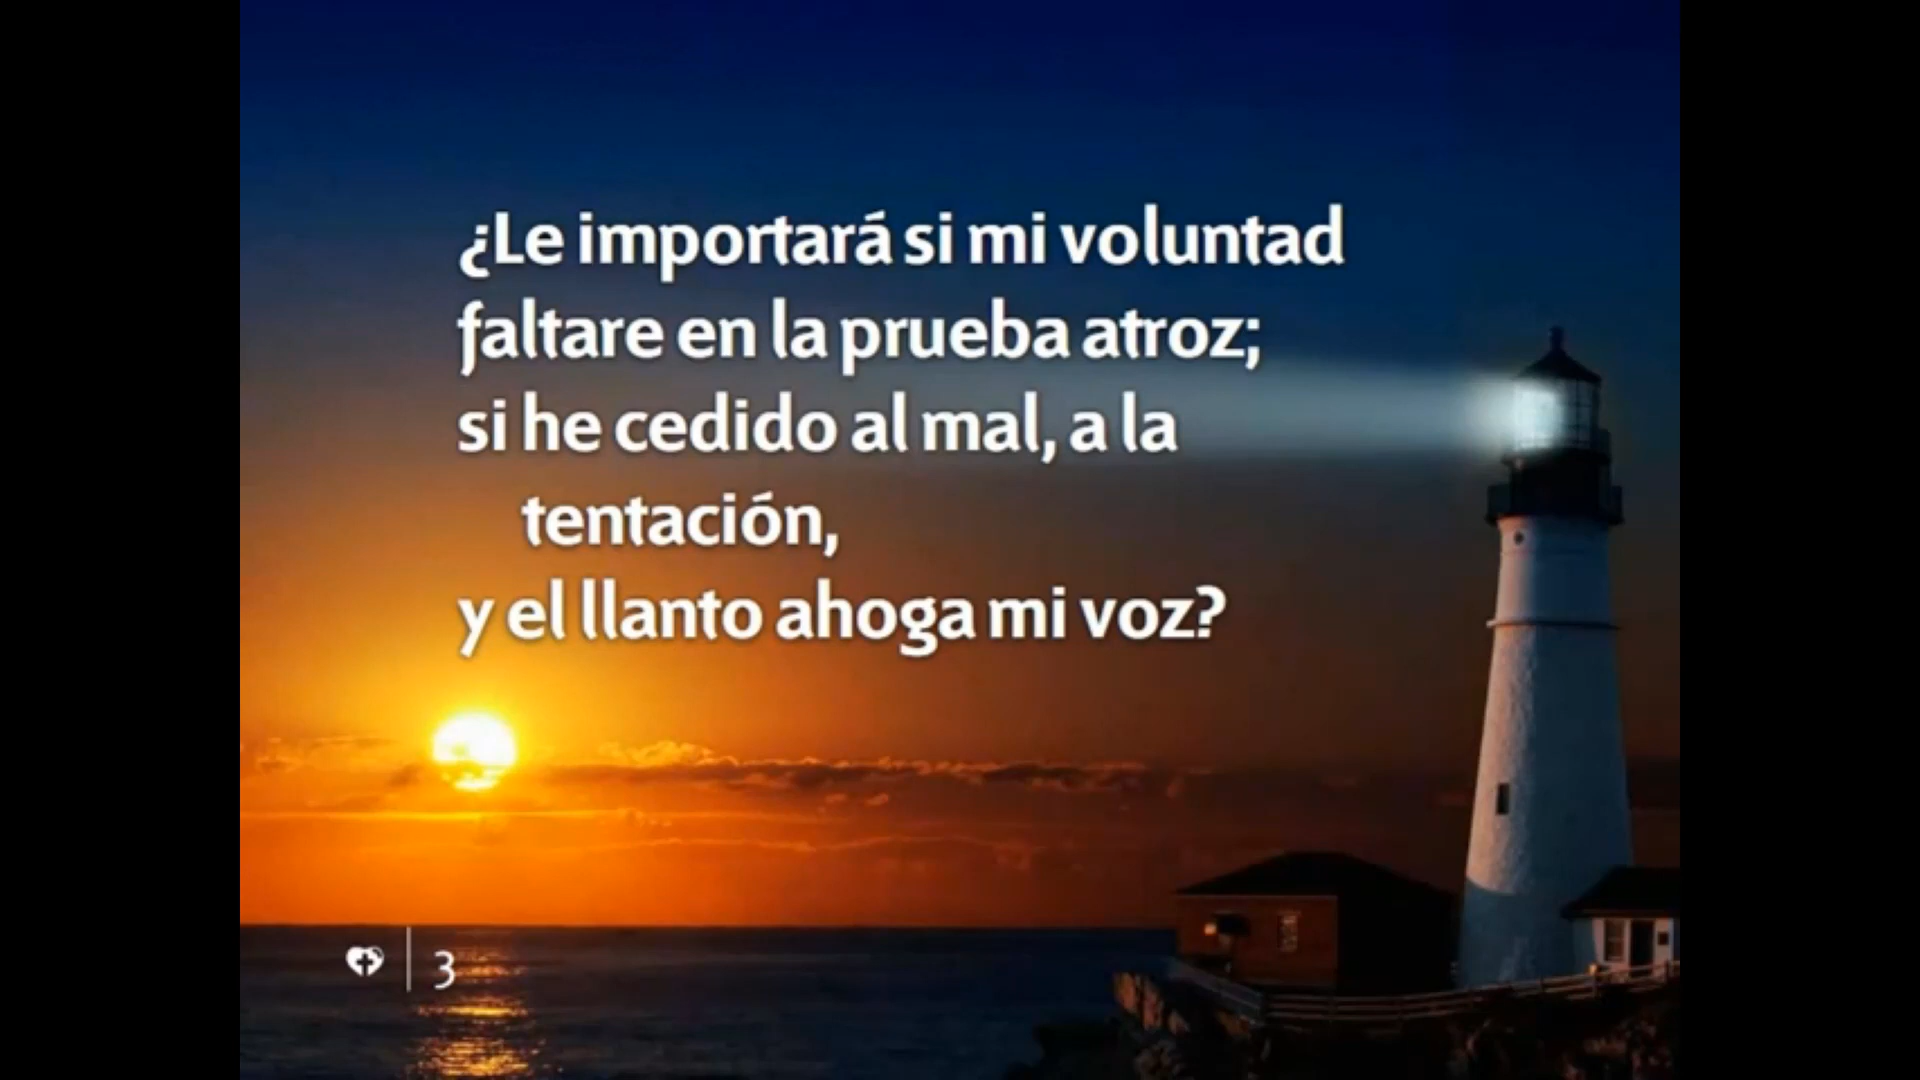 ¿Le importará si mi voluntad
faltare en la prueba atroz;
si he cedido al mal, a la
tentación,
y el llanto ahoga mi voz?
3